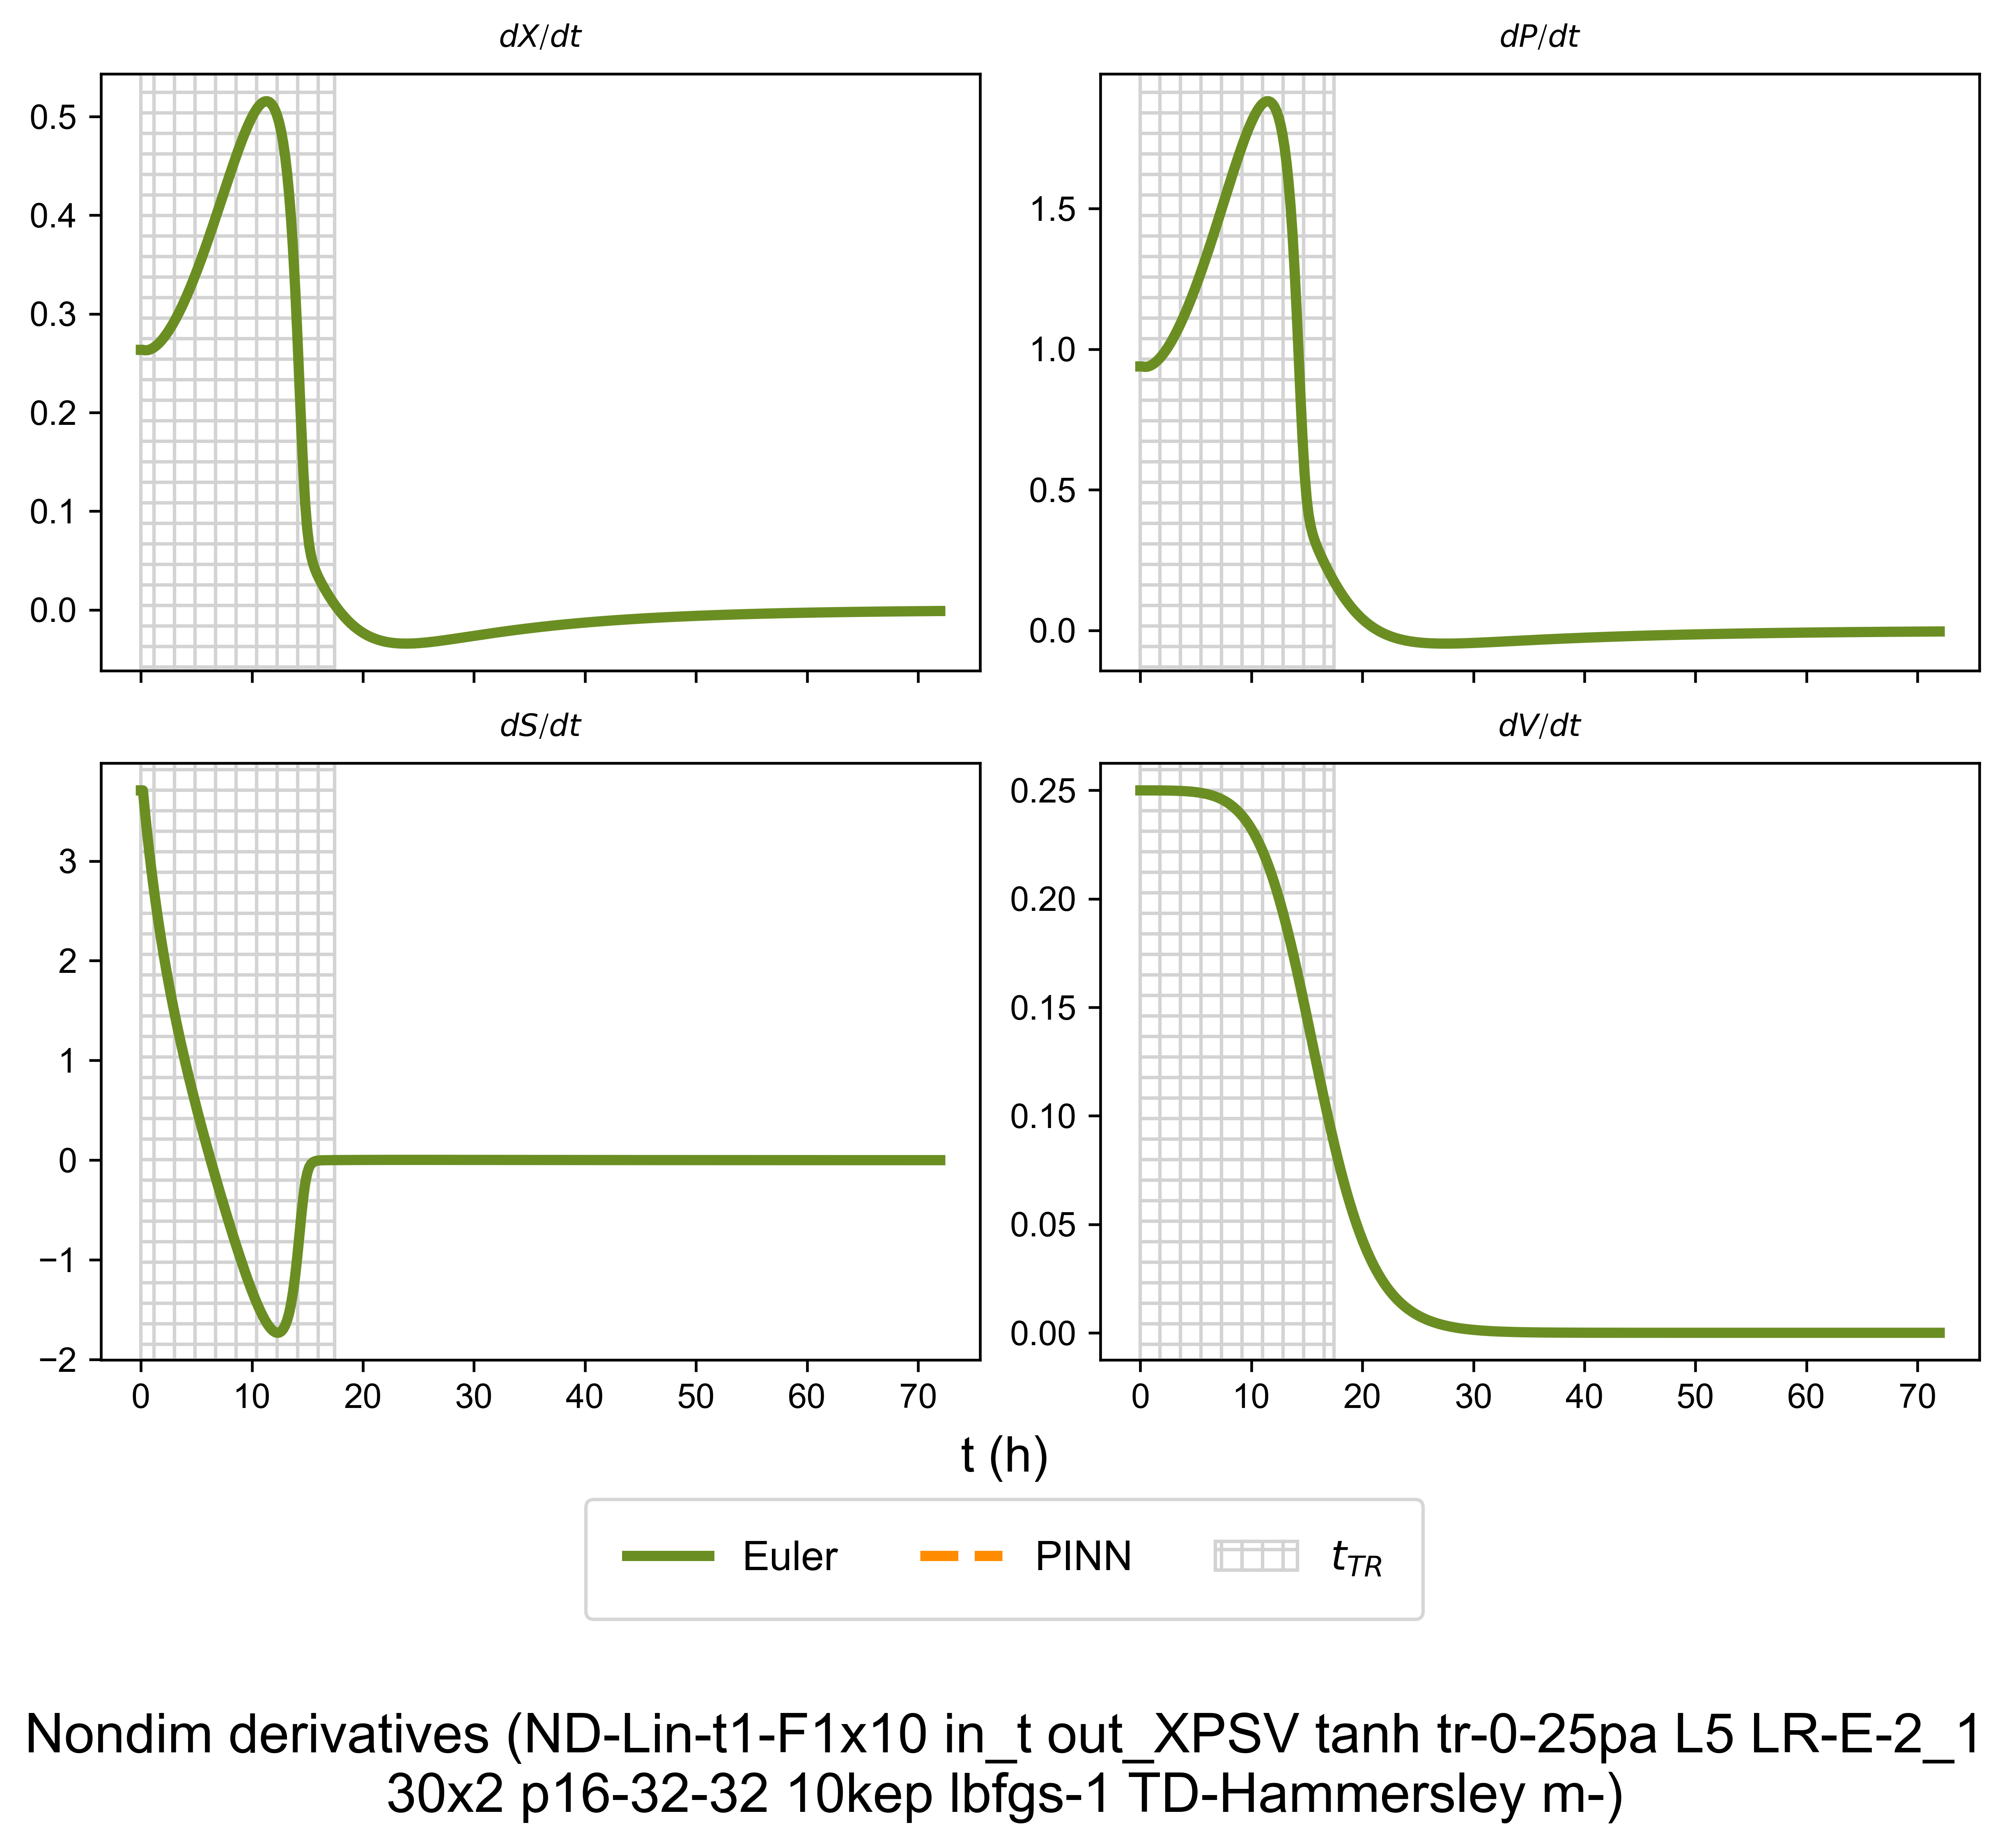 dX/dt
dP/dt
0.5
0.4
0.3
0.2
0.1
0.0
1.5
1.0
0.5
0.0
dS/dt
dV/dt
3
2
1
0
−1
−2
0.25
0.20
0.15
0.10
0.05
0.00
0 10 20 30 40 50 60 70
0 10 20 30 40 50 60 70
t (h)
Euler PINN t_{TR}
Nondim derivatives (ND-Lin-t1-F1x10 in_t out_XPSV tanh tr-0-25pa L5 LR-E-2_1
30x2 p16-32-32 10kep lbfgs-1 TD-Hammersley m-)